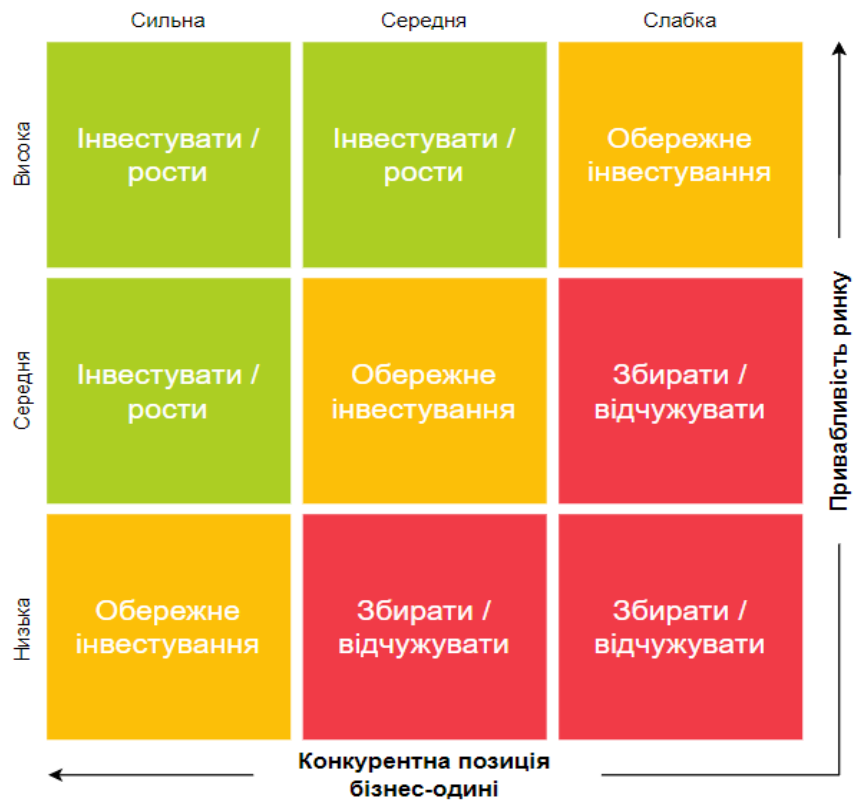 Сильна
Середня
Слабка
Висока
Інвестувати /
рости
Інвестувати /
рости
Обережне
інвестування
Середня
Інвестувати /
рости
Обережне
інвестування
Збирати /
відчужувати
Низька
Обережне
інвестування
Збирати /
відчужувати
Збирати /
відчужувати
Привабливість ринку
Конкурентна позиція
бізнес-одині